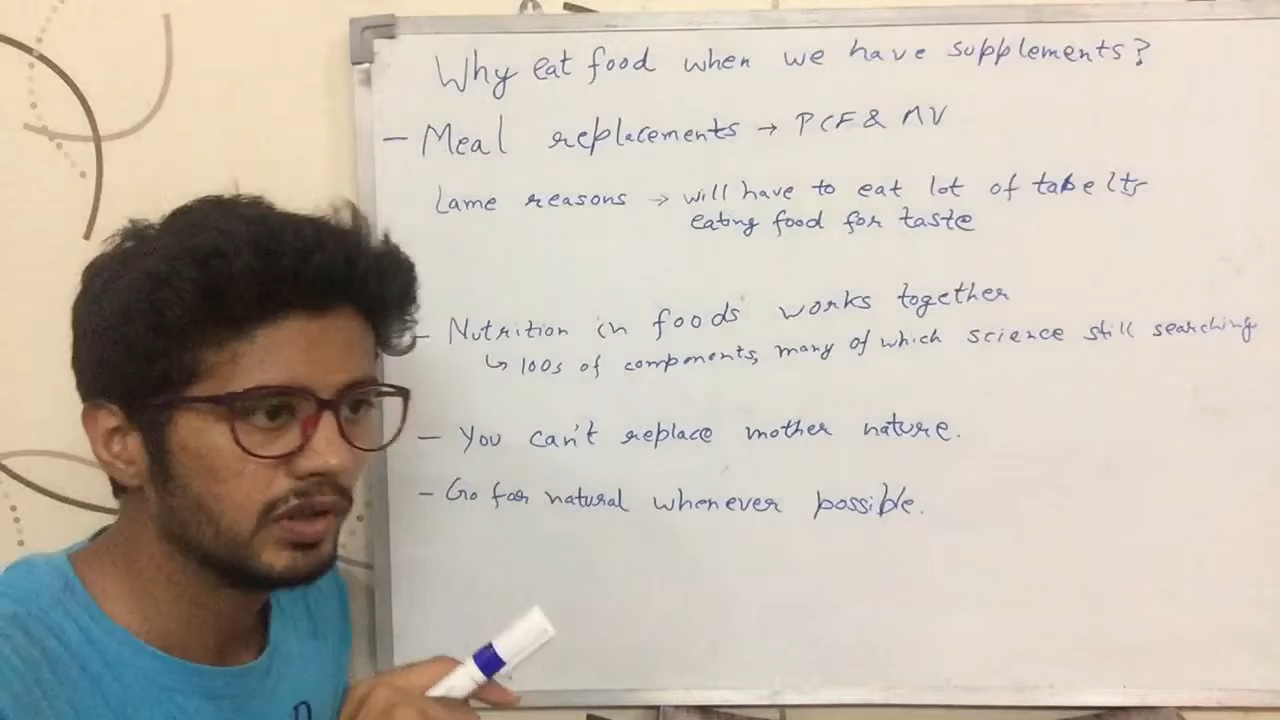 Why eat food when we have supplements?
- Meal replacements → PCF & MV
Lame reasons → will have to eat lot of tabelts
eating food for taste
- Nutrition in foods works together
↳ 100s of components, many of which science still searching
- You can't replace mother nature.
- Go for natural whenever possible.